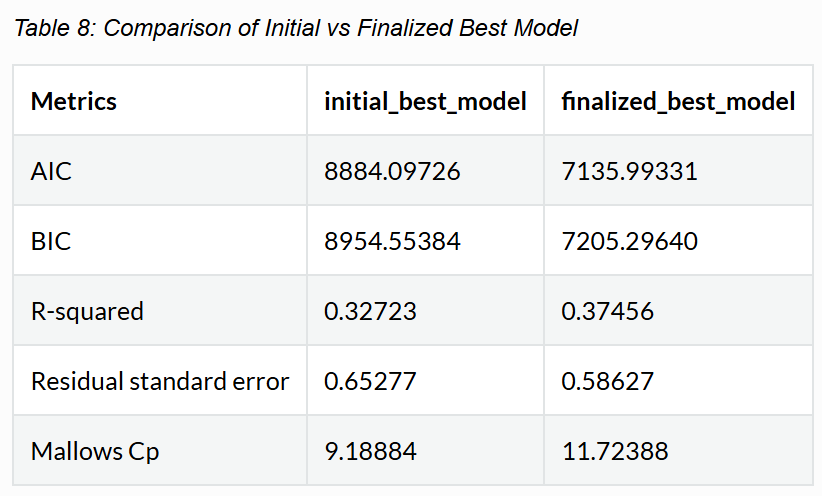 Table 8: Comparison of Initial vs Finalized Best Model
Metrics initial_best_model finalized_best_model
AIC 8884.09726 7135.99331
BIC 8954.55384 7205.29640
R-squared 0.32723 0.37456
Residual standard error 0.65277 0.58627
Mallows Cp 9.18884 11.72388